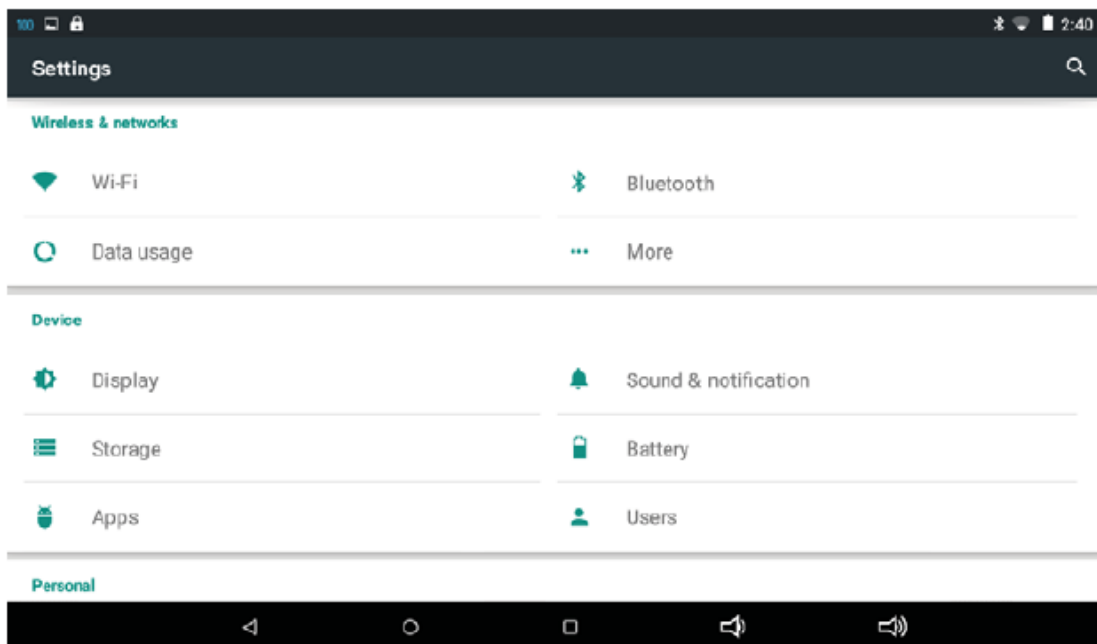 100 2:40
Settings
Wireless & networks
Wi-Fi Bluetooth
Data usage More
Device
Display Sound & notification
Storage Battery
Apps Users
Personal